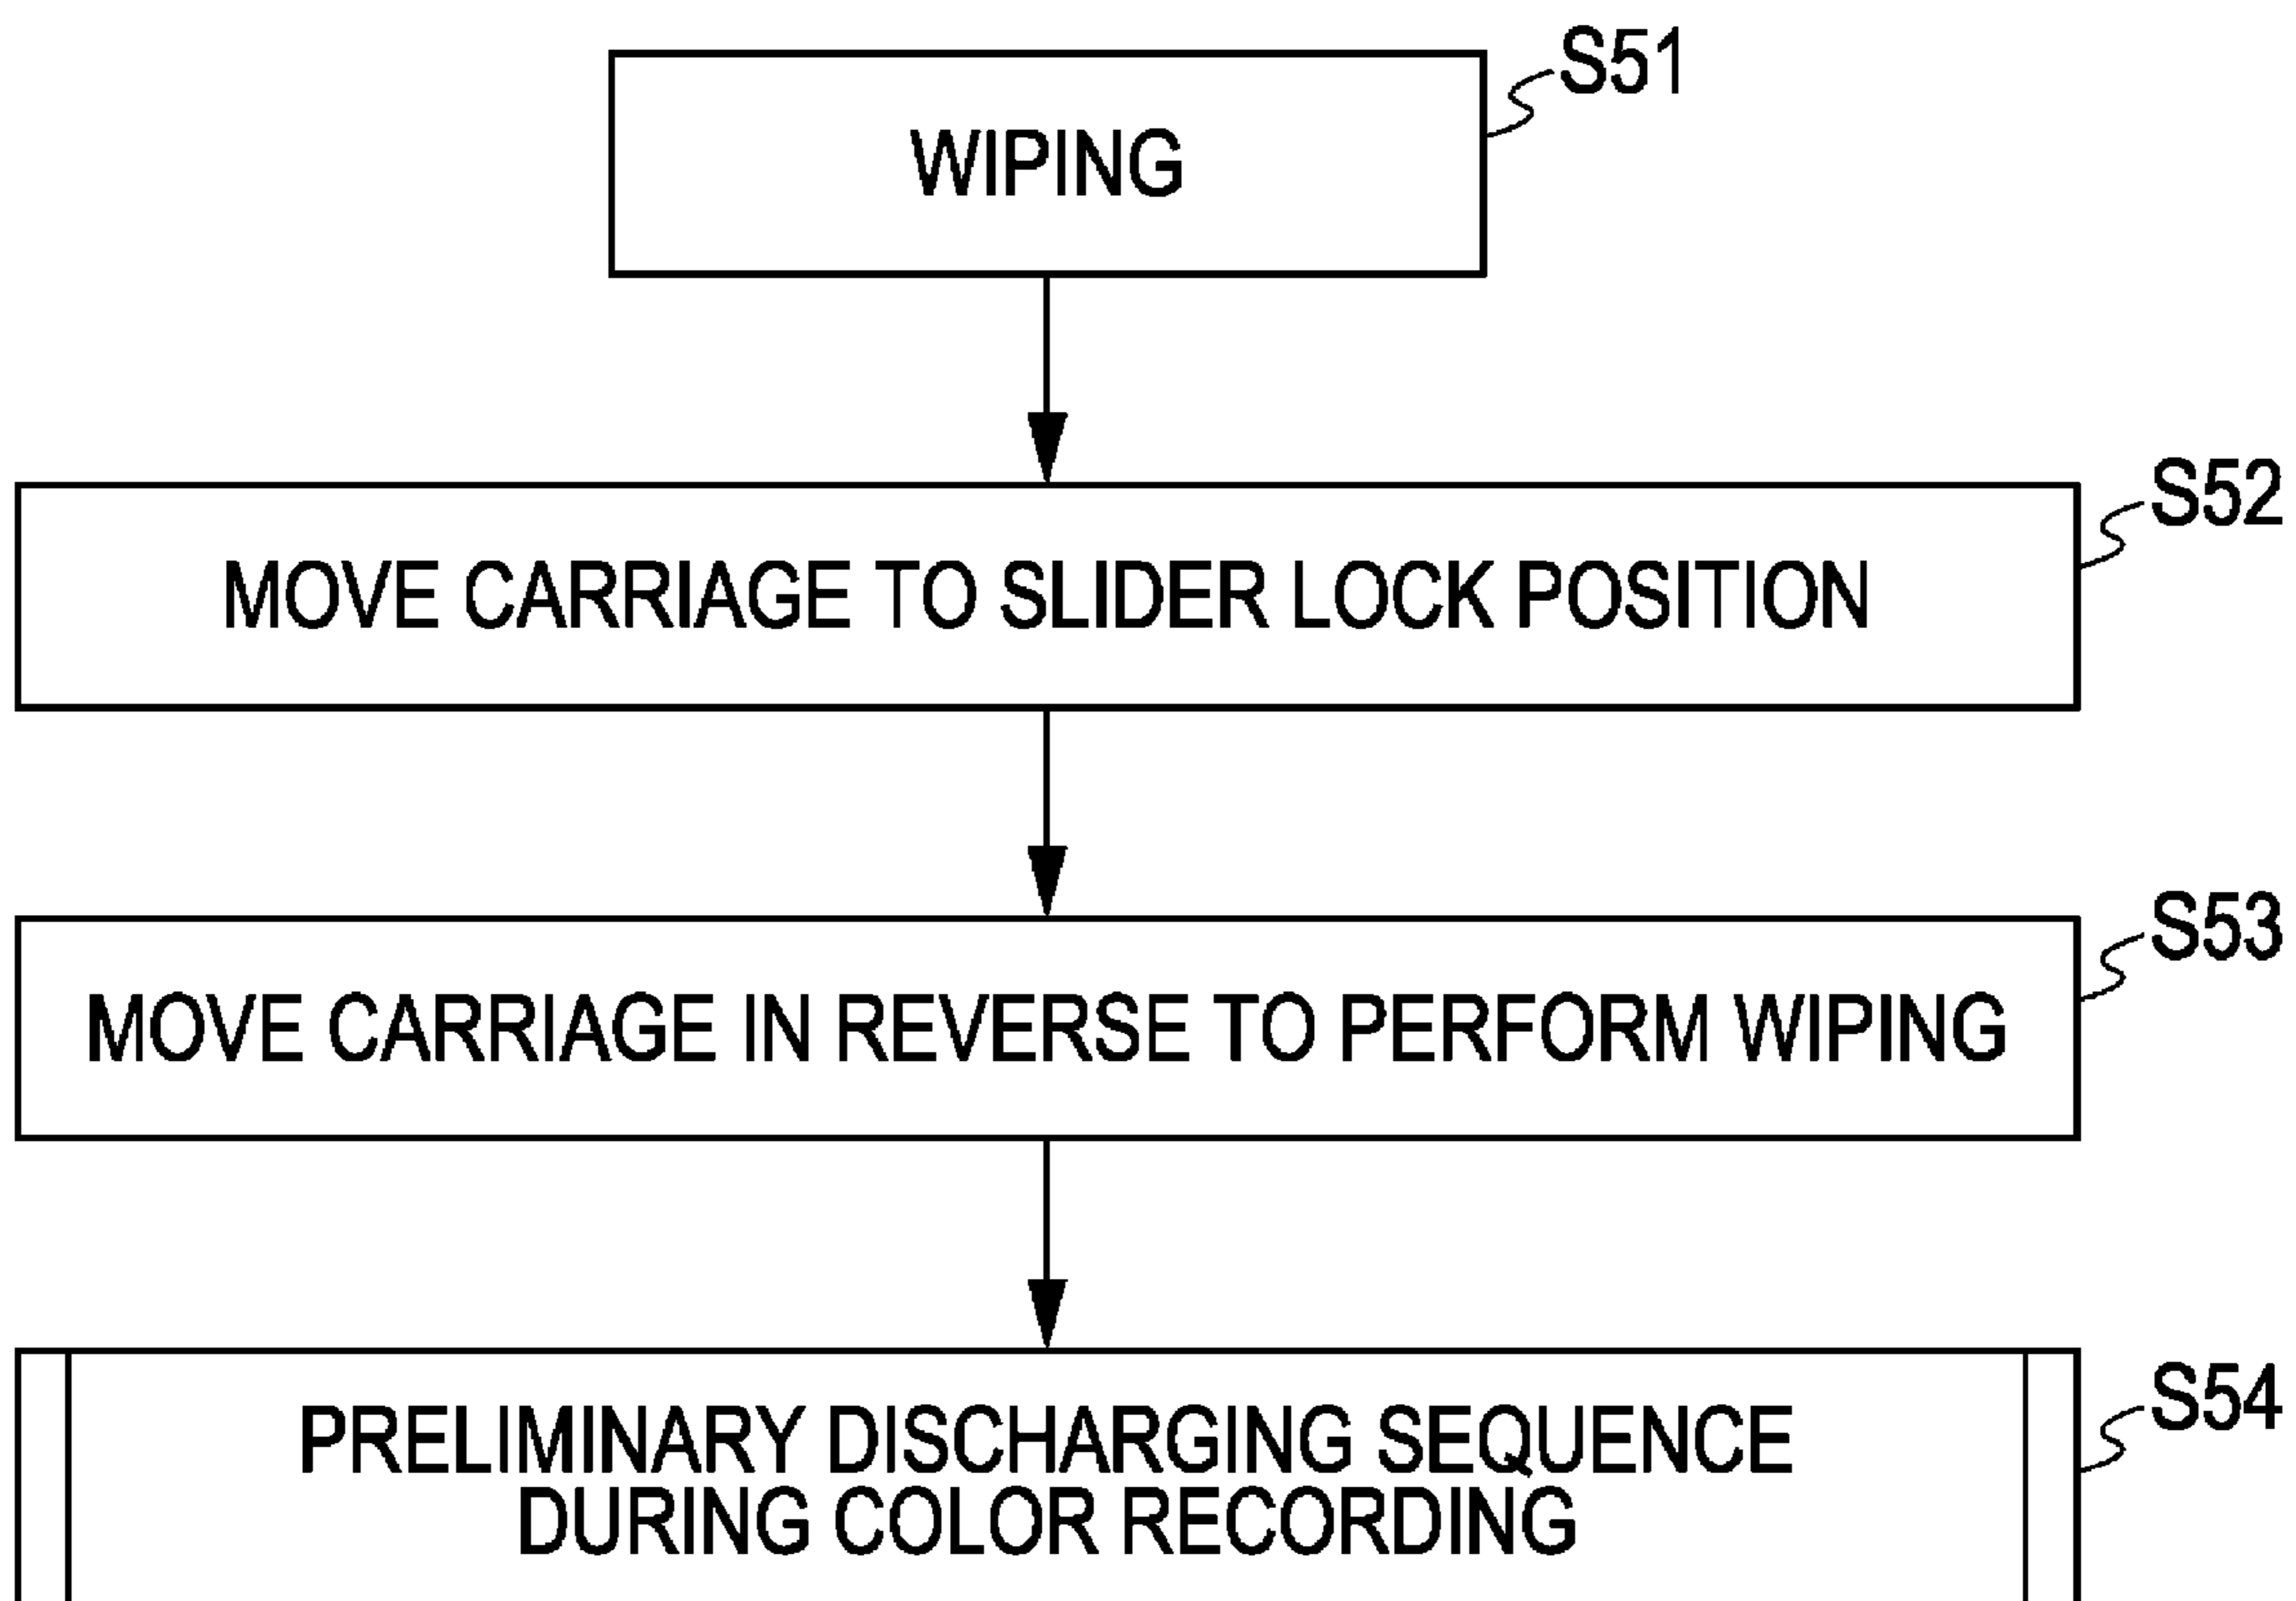 S51
WIPING
S52
MOVE CARRIAGE TO SLIDER LOCK POSITION
S53
MOVE CARRIAGE IN REVERSE TO PERFORM WIPING
S54
PRELIMINARY DISCHARGING SEQUENCE
DURING COLOR RECORDING